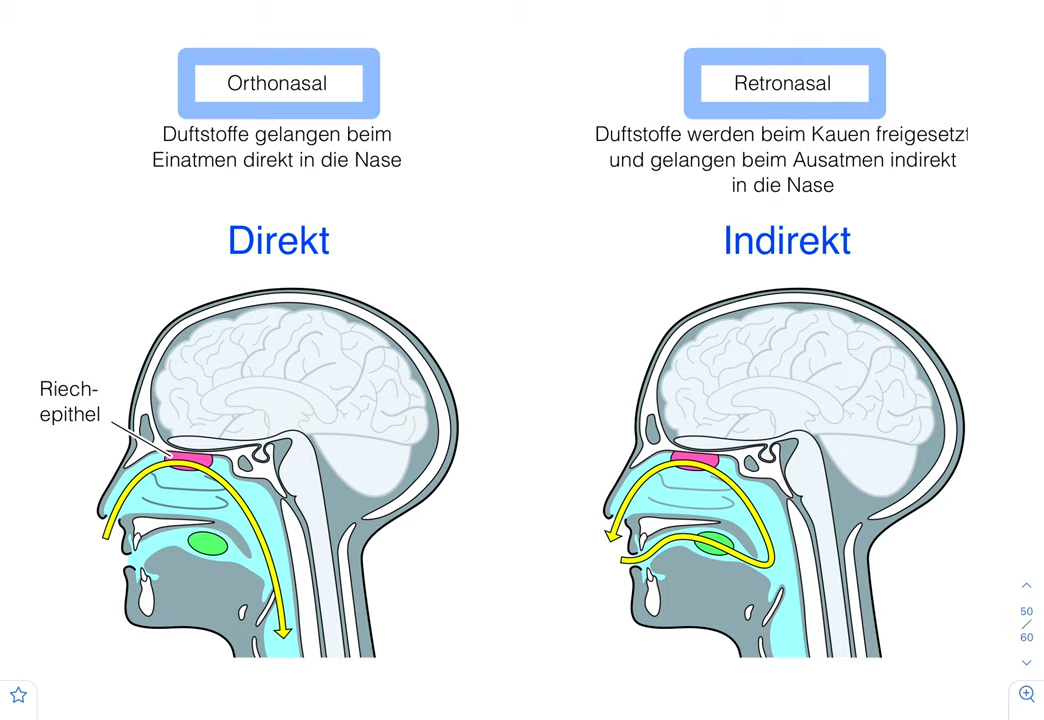 Orthonasal
Duftstoffe gelangen beim
Einatmen direkt in die Nase
Direkt
Riech-
epithel
Retronasal
Duftstoffe werden beim Kauen freigesetzt
und gelangen beim Ausatmen indirekt
in die Nase
Indirekt
50
/
60